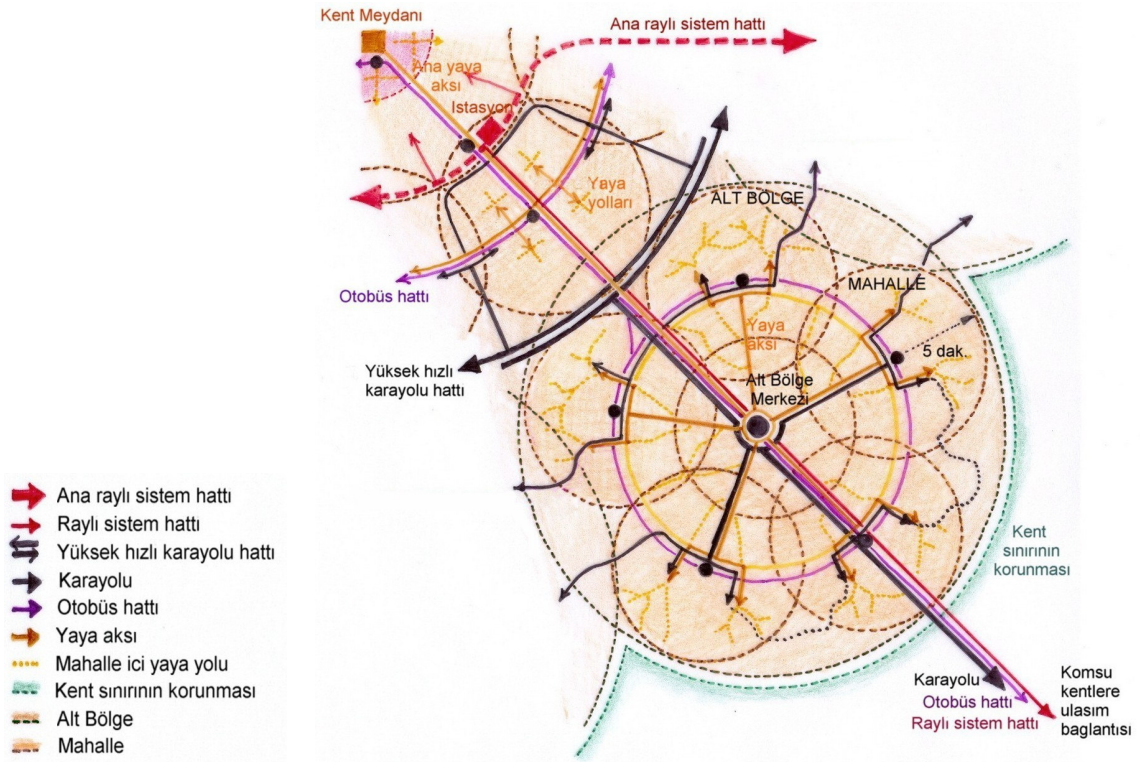 Kent Meydanı
Ana raylı sistem hattı
Ana yaya
aksı
Istasyon
Yaya
yolları
ALT BÖLGE
Otobüs hattı
MAHALLE
Yaya
aksı
5 dak.
Yüksek hızlı
karayolu hattı
Alt Bölge
Merkezi
Kent
sınırının
korunması
Karayolu
Otobüs hattı
Raylı sistem hattı
Komsu
kentlere
ulasım
baglantısı
Ana raylı sistem hattı
Raylı sistem hattı
Yüksek hızlı karayolu hattı
Karayolu
Otobüs hattı
Yaya aksı
Mahalle ici yaya yolu
Kent sınırının korunması
Alt Bölge
Mahalle